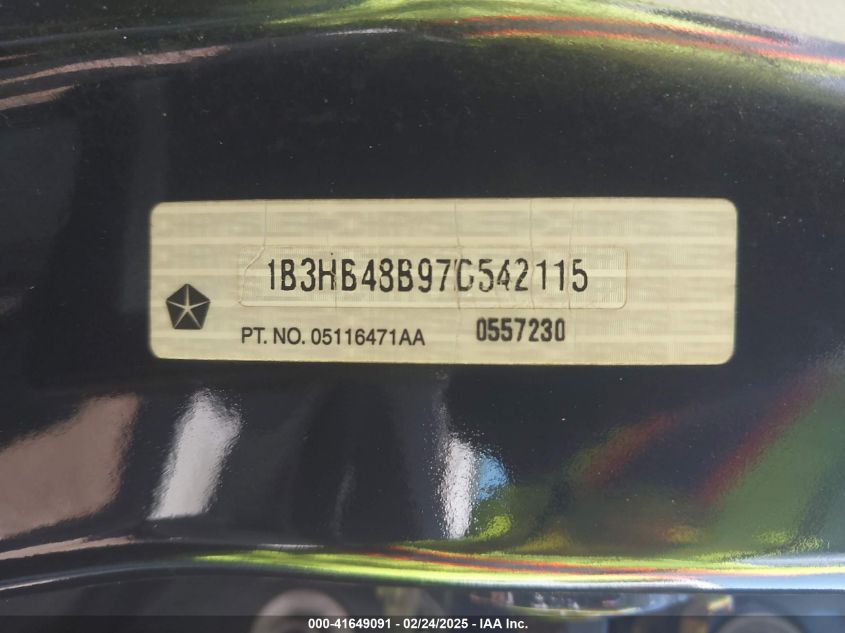 1B3HB48B97D542115
PT. NO. 05116471AA 0557230
000-41649091 - 02/24/2025 - IAA Inc.